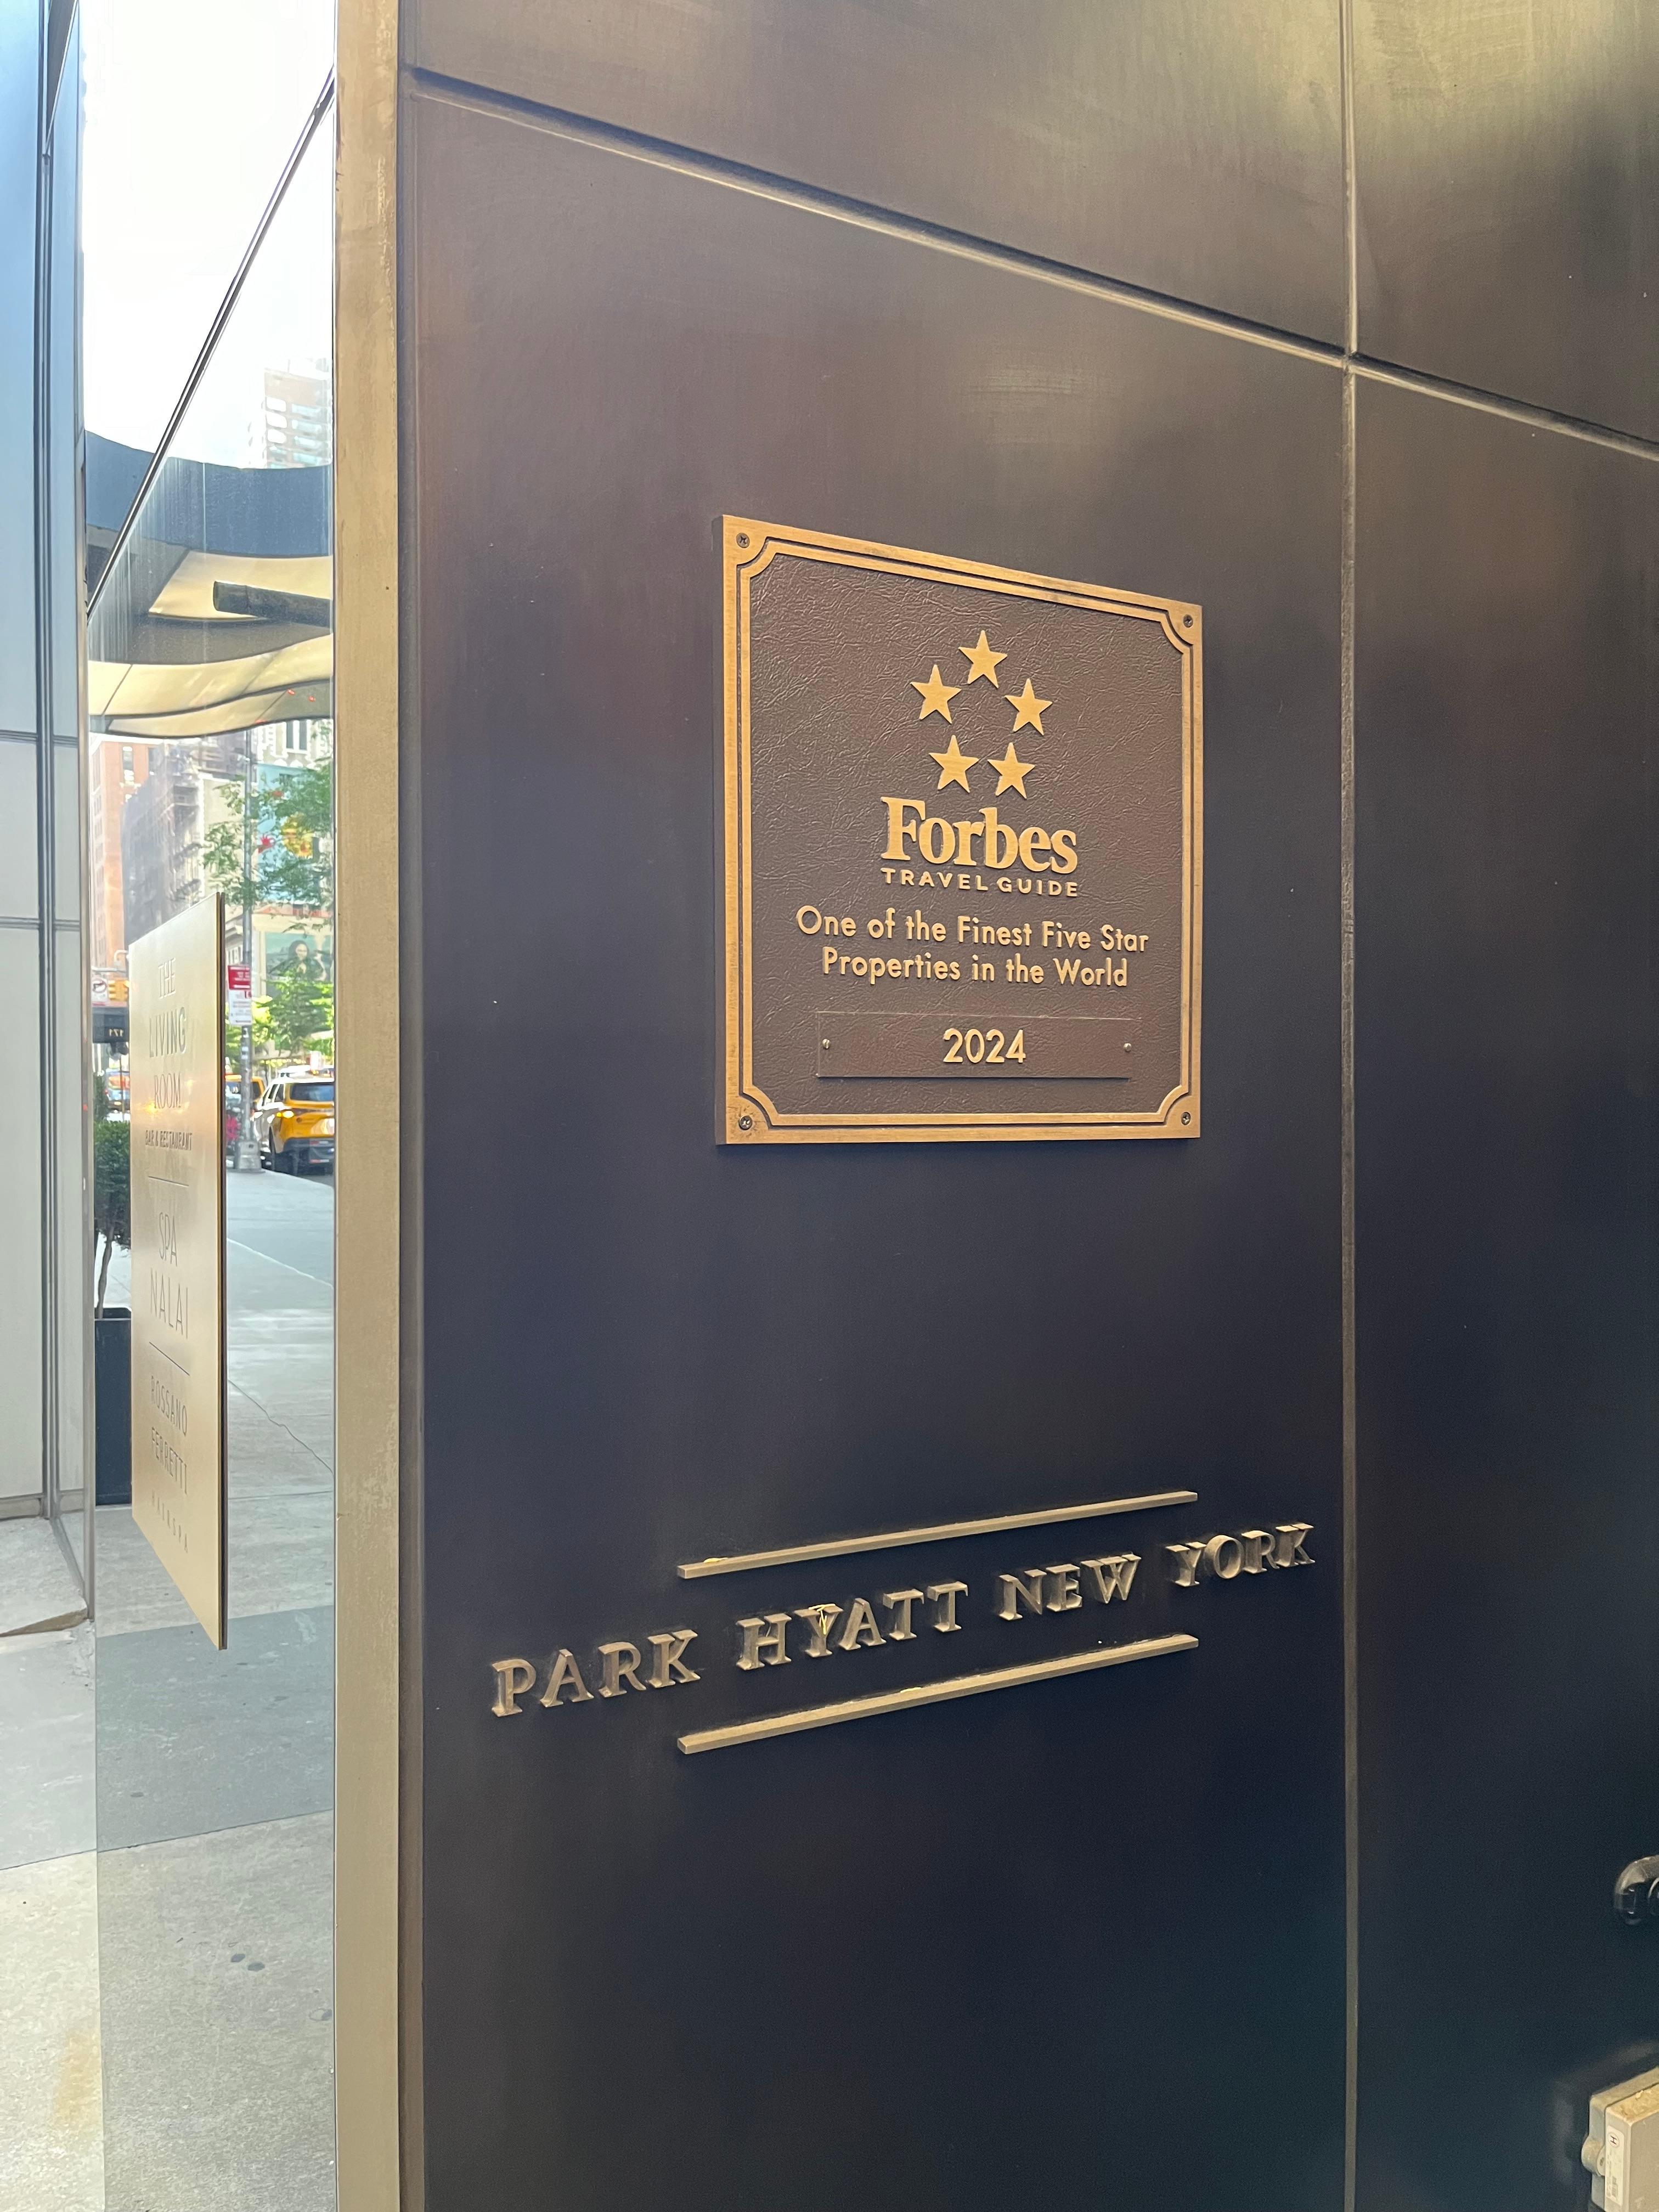 Forbes
TRAVEL GUIDE
One of the Finest Five Star
Properties in the World
2024
PARK HYATT NEW YORK
THE
LIVING
ROOM
BAR & RESTAURANT
SPA
NALAI
ROSSANO
FERRETTI